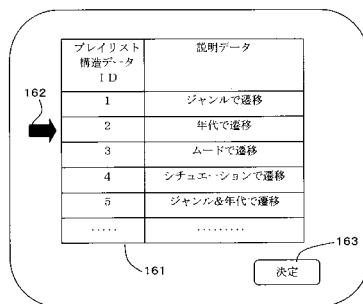 プレイリスト 説明データ
構造データ
ID
162
1 ジャンルで遷移
2 年代で遷移
3 ムードで遷移
4 シチュエーションで遷移
5 ジャンル&年代で遷移
..... .........
161
163
決定